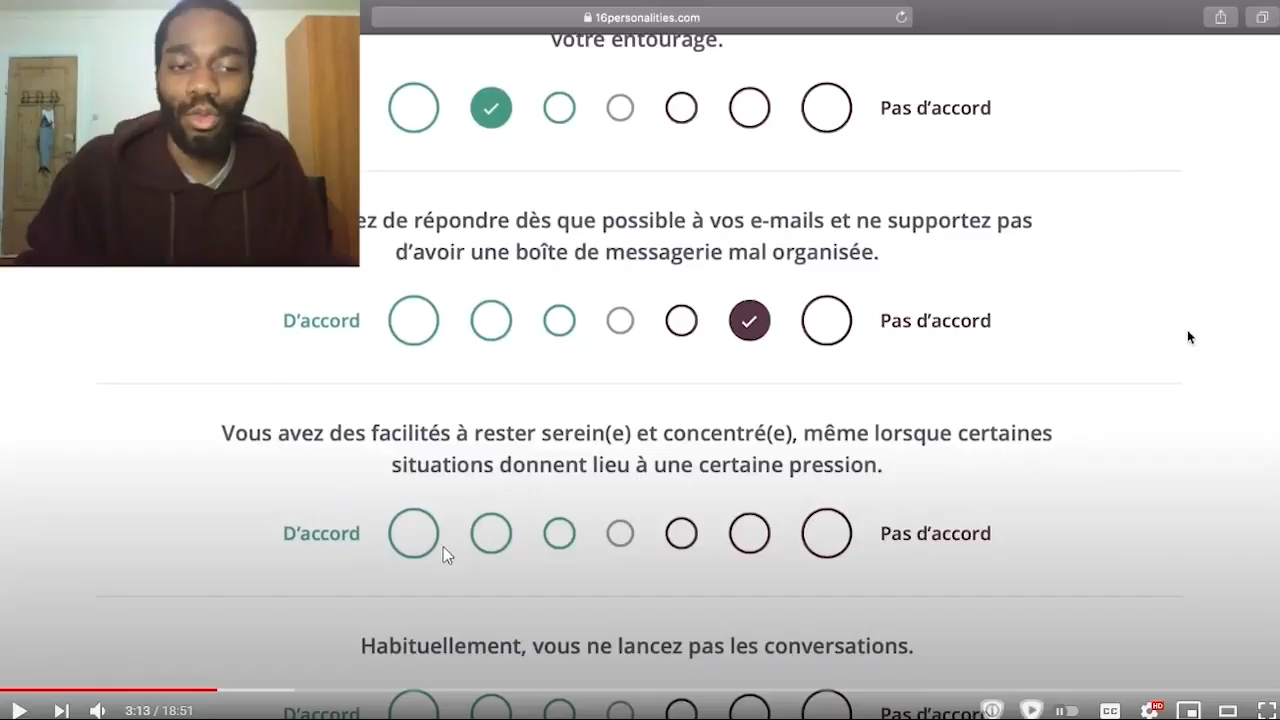 16personalities.com
votre entourage.
Pas d’accord
de répondre dès que possible à vos e-mails et ne supportez pas
d’avoir une boîte de messagerie mal organisée.
D’accord
Pas d’accord
Vous avez des facilités à rester serein(e) et concentré(e), même lorsque certaines
situations donnent lieu à une certaine pression.
D’accord
Pas d’accord
Habituellement, vous ne lancez pas les conversations.
D’accord
Pas d’accord
3:13 / 18:51
CC
HD